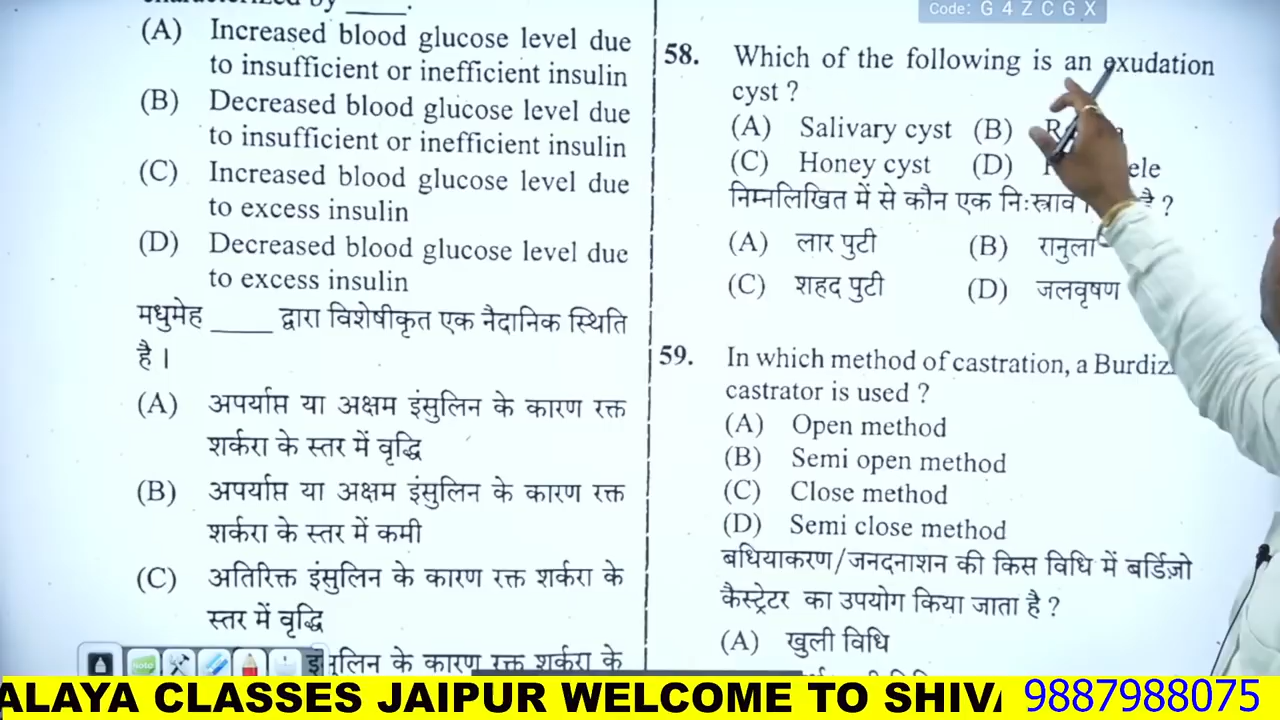 characterized by ____.
(A) Increased blood glucose level due
to insufficient or inefficient insulin
(B) Decreased blood glucose level due
to insufficient or inefficient insulin
(C) Increased blood glucose level due
to excess insulin
(D) Decreased blood glucose level due
to excess insulin
मधुमेह ____ द्वारा विशेषीकृत एक नैदानिक स्थिति
है ।
(A) अपर्याप्त या अक्षम इंसुलिन के कारण रक्त
शर्करा के स्तर में वृद्धि
(B) अपर्याप्त या अक्षम इंसुलिन के कारण रक्त
शर्करा के स्तर में कमी
(C) अतिरिक्त इंसुलिन के कारण रक्त शर्करा के
स्तर में वृद्धि
इंसुलिन के कारण रक्त शर्करा के
Code: G 4 Z C G X
58. Which of the following is an exudation
cyst ?
(A) Salivary cyst (B)
(C) Honey cyst (D)
निम्नलिखित में से कौन एक निःस्त्राव है ?
(A) लार पुटी (B) रानुला
(C) शहद पुटी (D) जलवृषण
59. In which method of castration, a
castrator is used ?
(A) Open method
(B) Semi open method
(C) Close method
(D) Semi close method
बधियाकरण/जनदनाशन की किस विधि में बर्डिज़ो
कैस्ट्रेटर का उपयोग किया जाता है ?
(A) खुली विधि
note
ALAYA CLASSES JAIPUR WELCOME TO SHIV
9887988075